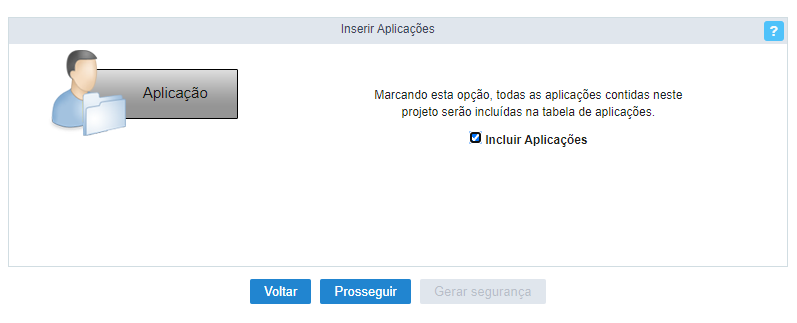 Inserir Aplicações
?
Aplicação
Marcando esta opção, todas as aplicações contidas neste
projeto serão incluídas na tabela de aplicações.
Incluir Aplicações
Voltar
Prosseguir
Gerar segurança